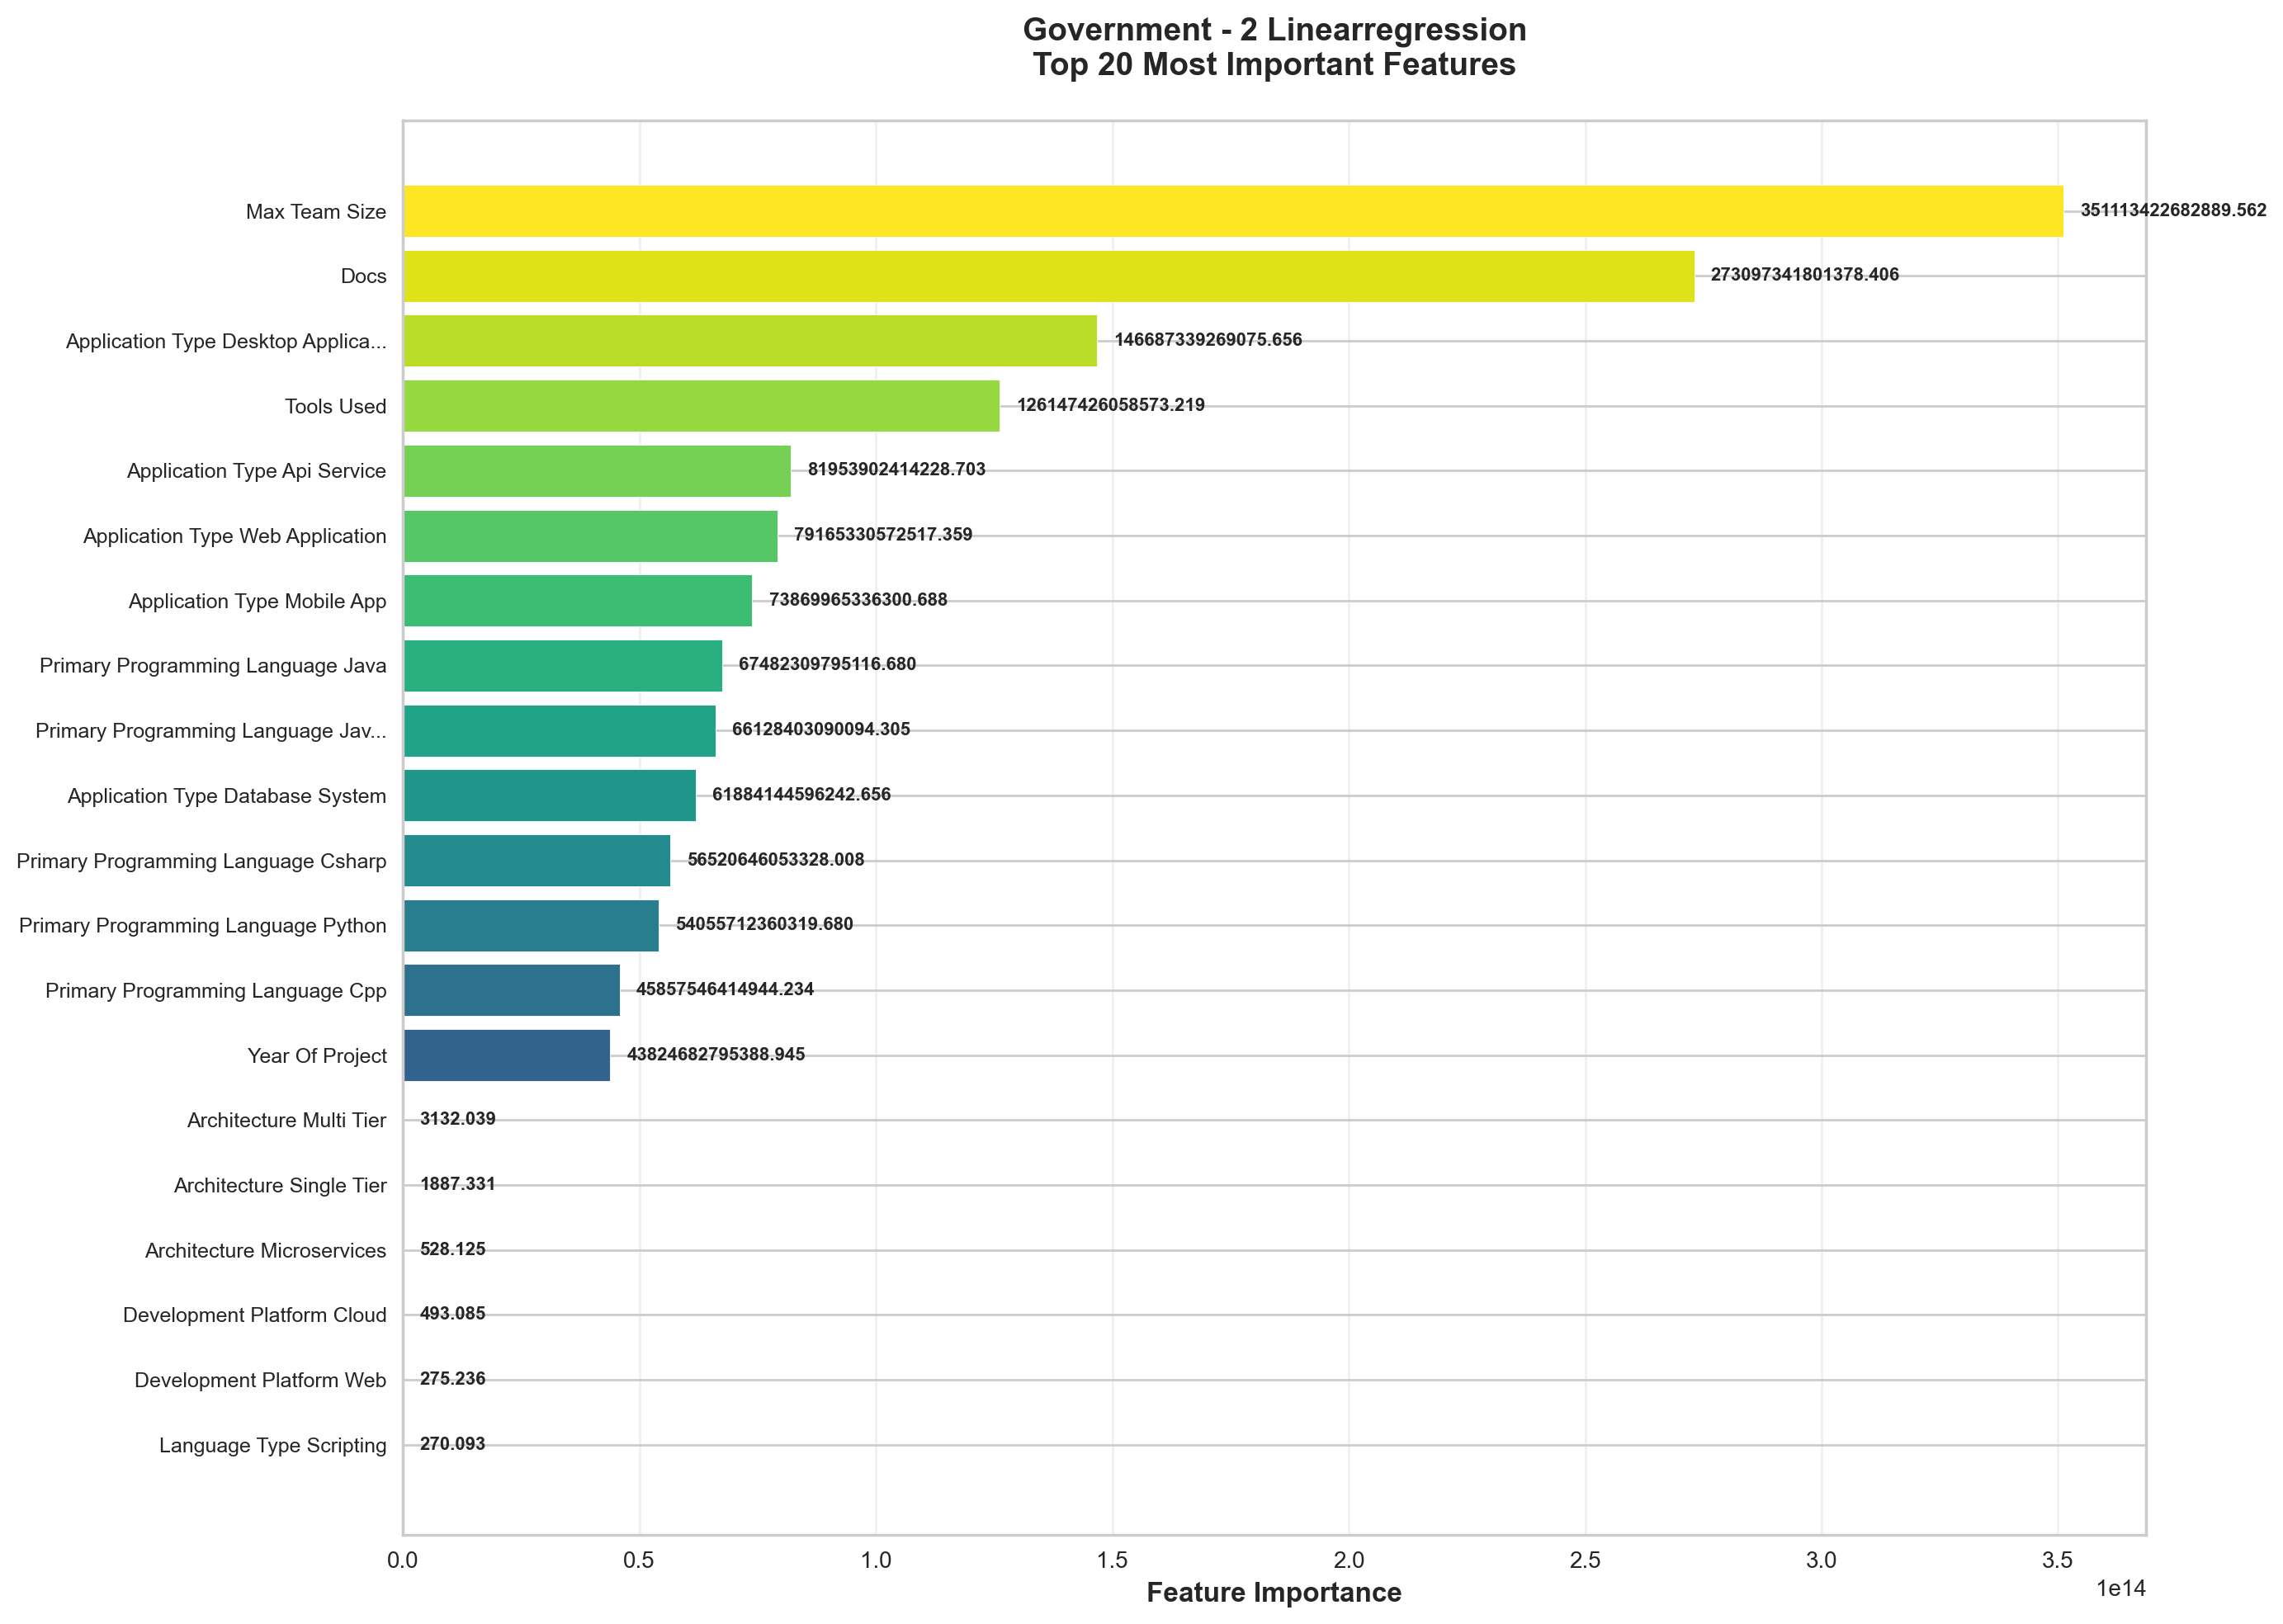 Government - 2 Linearregression
Top 20 Most Important Features
Max Team Size 351113422682889.562
Docs 273097341801378.406
Application Type Desktop Applica... 146687339269075.656
Tools Used 126147426058573.219
Application Type Api Service 81953902414228.703
Application Type Web Application 79165330572517.359
Application Type Mobile App 73869965336300.688
Primary Programming Language Java 67482309795116.680
Primary Programming Language Jav... 66128403090094.305
Application Type Database System 61884144596242.656
Primary Programming Language Csharp 56520646053328.008
Primary Programming Language Python 54055712360319.680
Primary Programming Language Cpp 45857546414944.234
Year Of Project 43824682795388.945
Architecture Multi Tier 3132.039
Architecture Single Tier 1887.331
Architecture Microservices 528.125
Development Platform Cloud 493.085
Development Platform Web 275.236
Language Type Scripting 270.093
0.0 0.5 1.0 1.5 2.0 2.5 3.0 3.5
1e14
Feature Importance